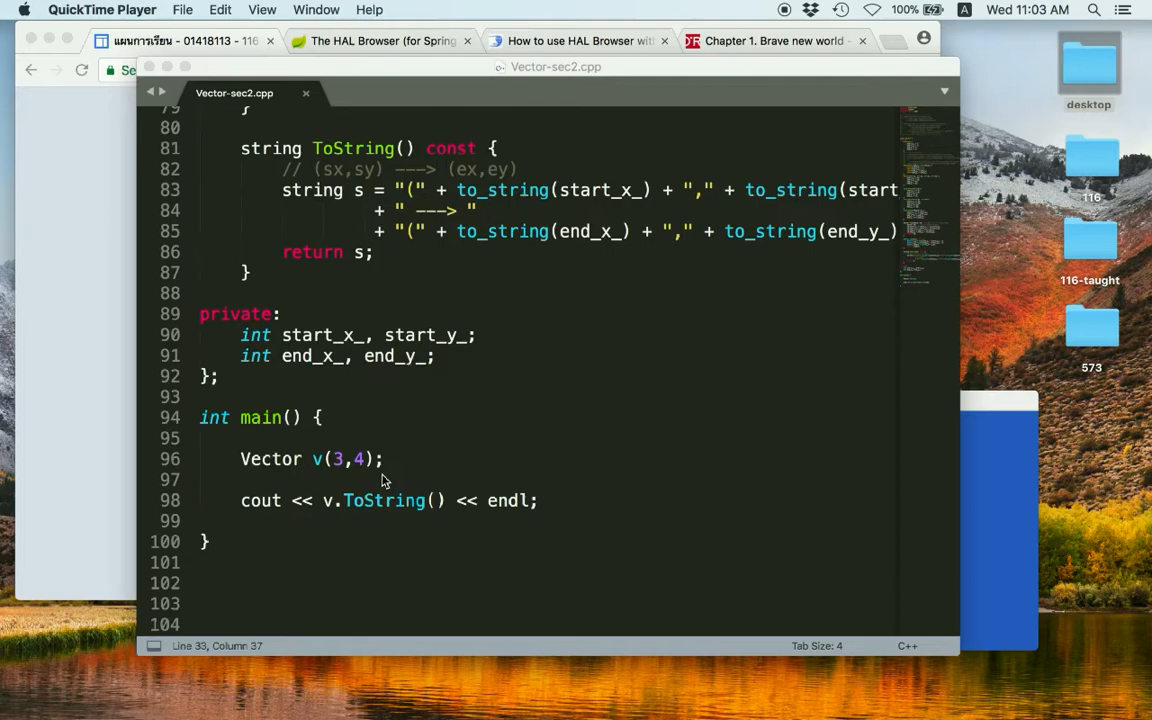 QuickTime Player File Edit View Window Help 100% A Wed 11:03 AM
แผนการเรียน - 01418113 - 116 × The HAL Browser (for Spring × How to use HAL Browser with × Chapter 1. Brave new world - ×
Se
Vector-sec2.cpp
Vector-sec2.cpp ×
79 }
80
81 string ToString() const {
82 // (sx,sy) ---> (ex,ey)
83 string s = "(" + to_string(start_x_) + "," + to_string(start
84 + " ---> "
85 + "(" + to_string(end_x_) + "," + to_string(end_y_)
86 return s;
87 }
88
89 private:
90 int start_x_, start_y_;
91 int end_x_, end_y_;
92 };
93
94 int main() {
95
96 Vector v(3,4);
97
98 cout << v.ToString() << endl;
99
100 }
101
102
103
104
Line 33, Column 37 Tab Size: 4 C++
desktop
116
116-taught
573